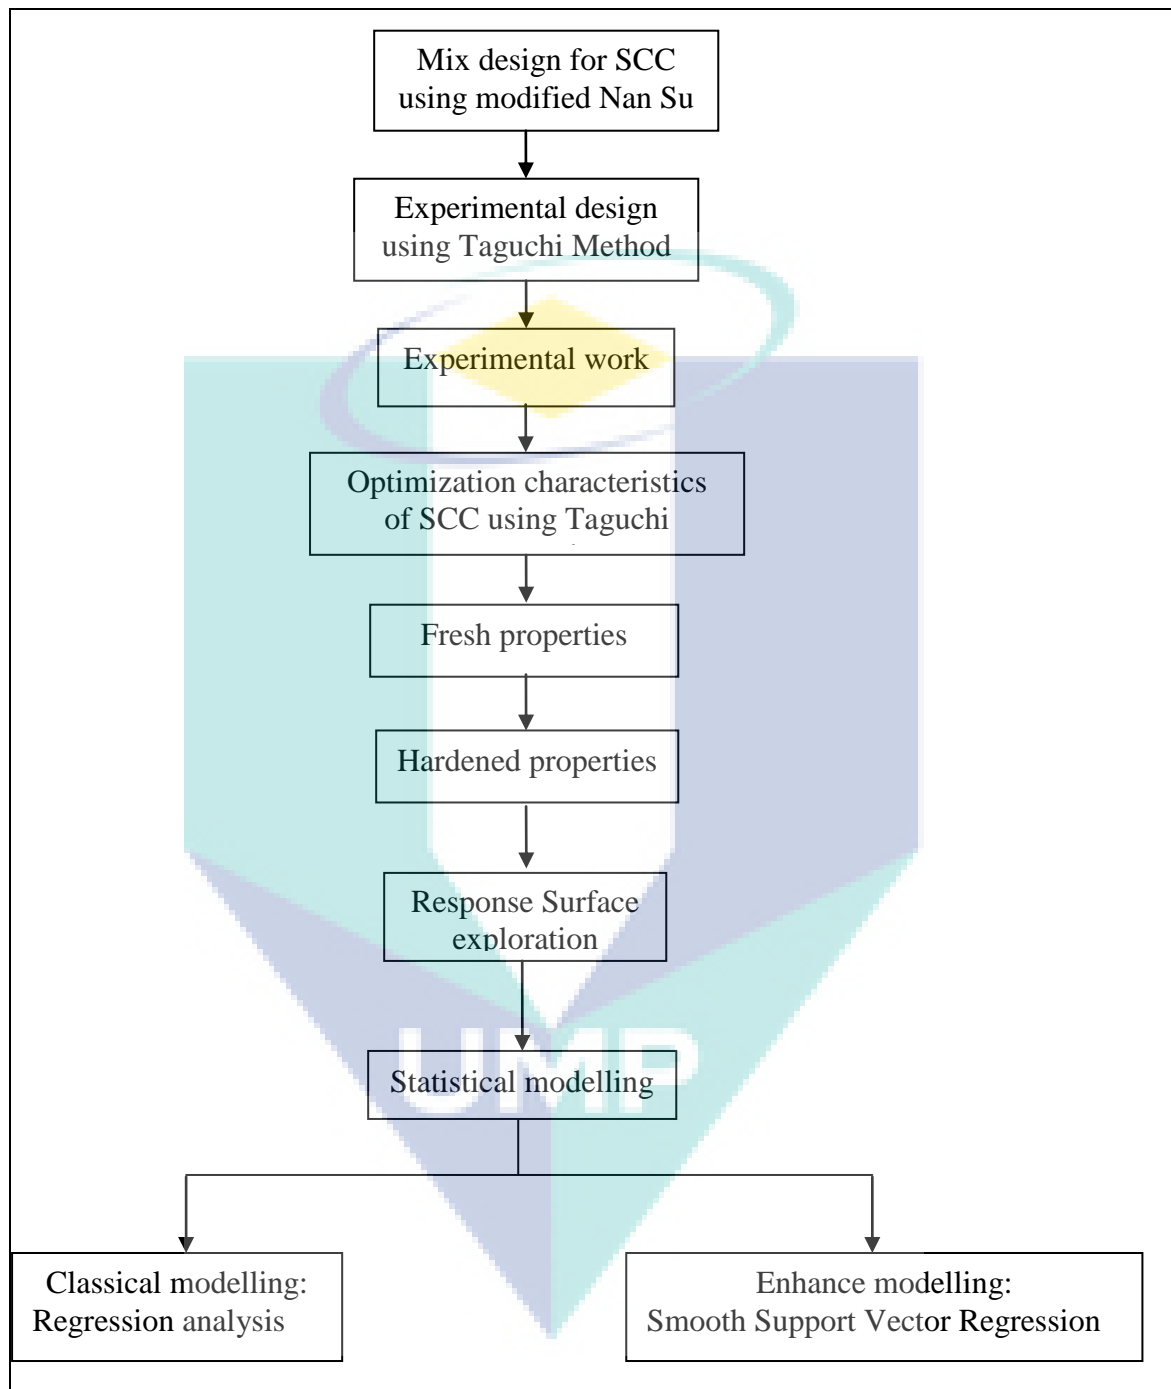 Mix design for SCC
using modified Nan Su
Experimental design
using Taguchi Method
Experimental work
Optimization characteristics
of SCC using Taguchi
Fresh properties
Hardened properties
Response Surface
exploration
UMP
Statistical modelling
Classical modelling:
Regression analysis
Enhance modelling:
Smooth Support Vector Regression